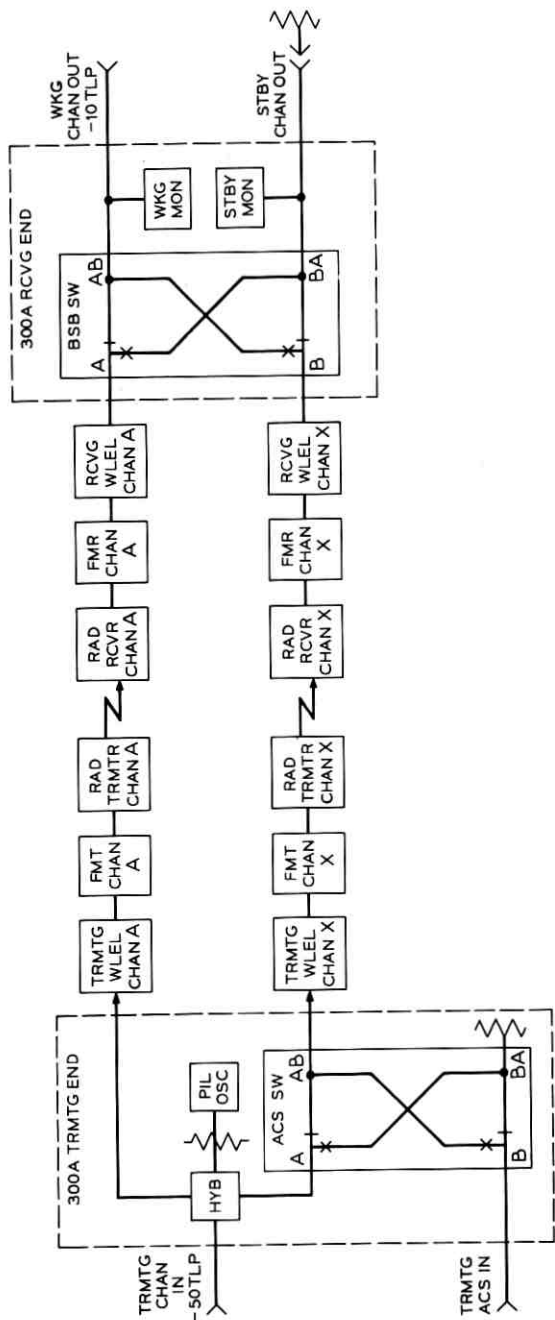 300A TRMTG END
TRMTG
CHAN
IN
-50 TLP
HYB
PIL
OSC
ACS SW
A
AB
B
BA
TRMTG
ACS IN
TRMTG
WLEL
CHAN A
FMT
CHAN
A
RAD
TRMTR
CHAN A
RAD
RCVR
CHAN A
FMR
CHAN
A
RCVG
WLEL
CHAN A
TRMTG
WLEL
CHAN X
FMT
CHAN
X
RAD
TRMTR
CHAN X
RAD
RCVR
CHAN X
FMR
CHAN
X
RCVG
WLEL
CHAN X
300A RCVG END
BSB SW
A
AB
B
BA
WKG
MON
STBY
MON
WKG
CHAN OUT
-10 TLP
STBY
CHAN OUT